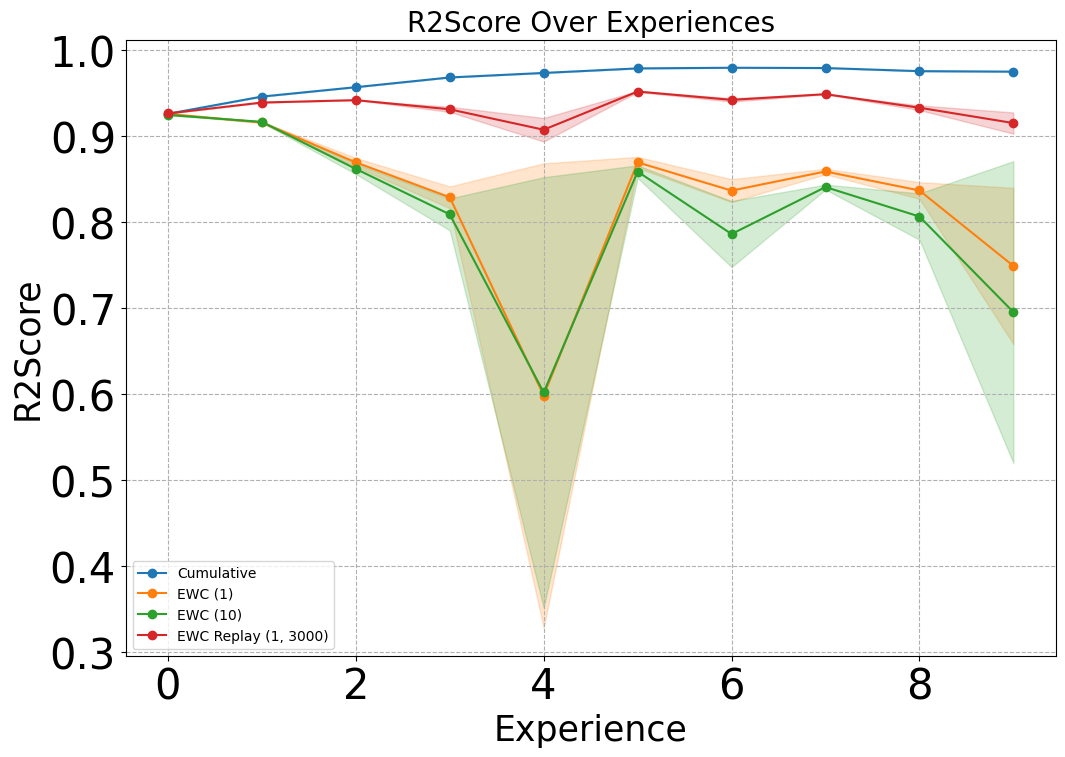 R2Score Over Experiences
R2Score
1.0
0.9
0.8
0.7
0.6
0.5
0.4
0.3
Cumulative
EWC (1)
EWC (10)
EWC Replay (1, 3000)
0 2 4 6 8
Experience